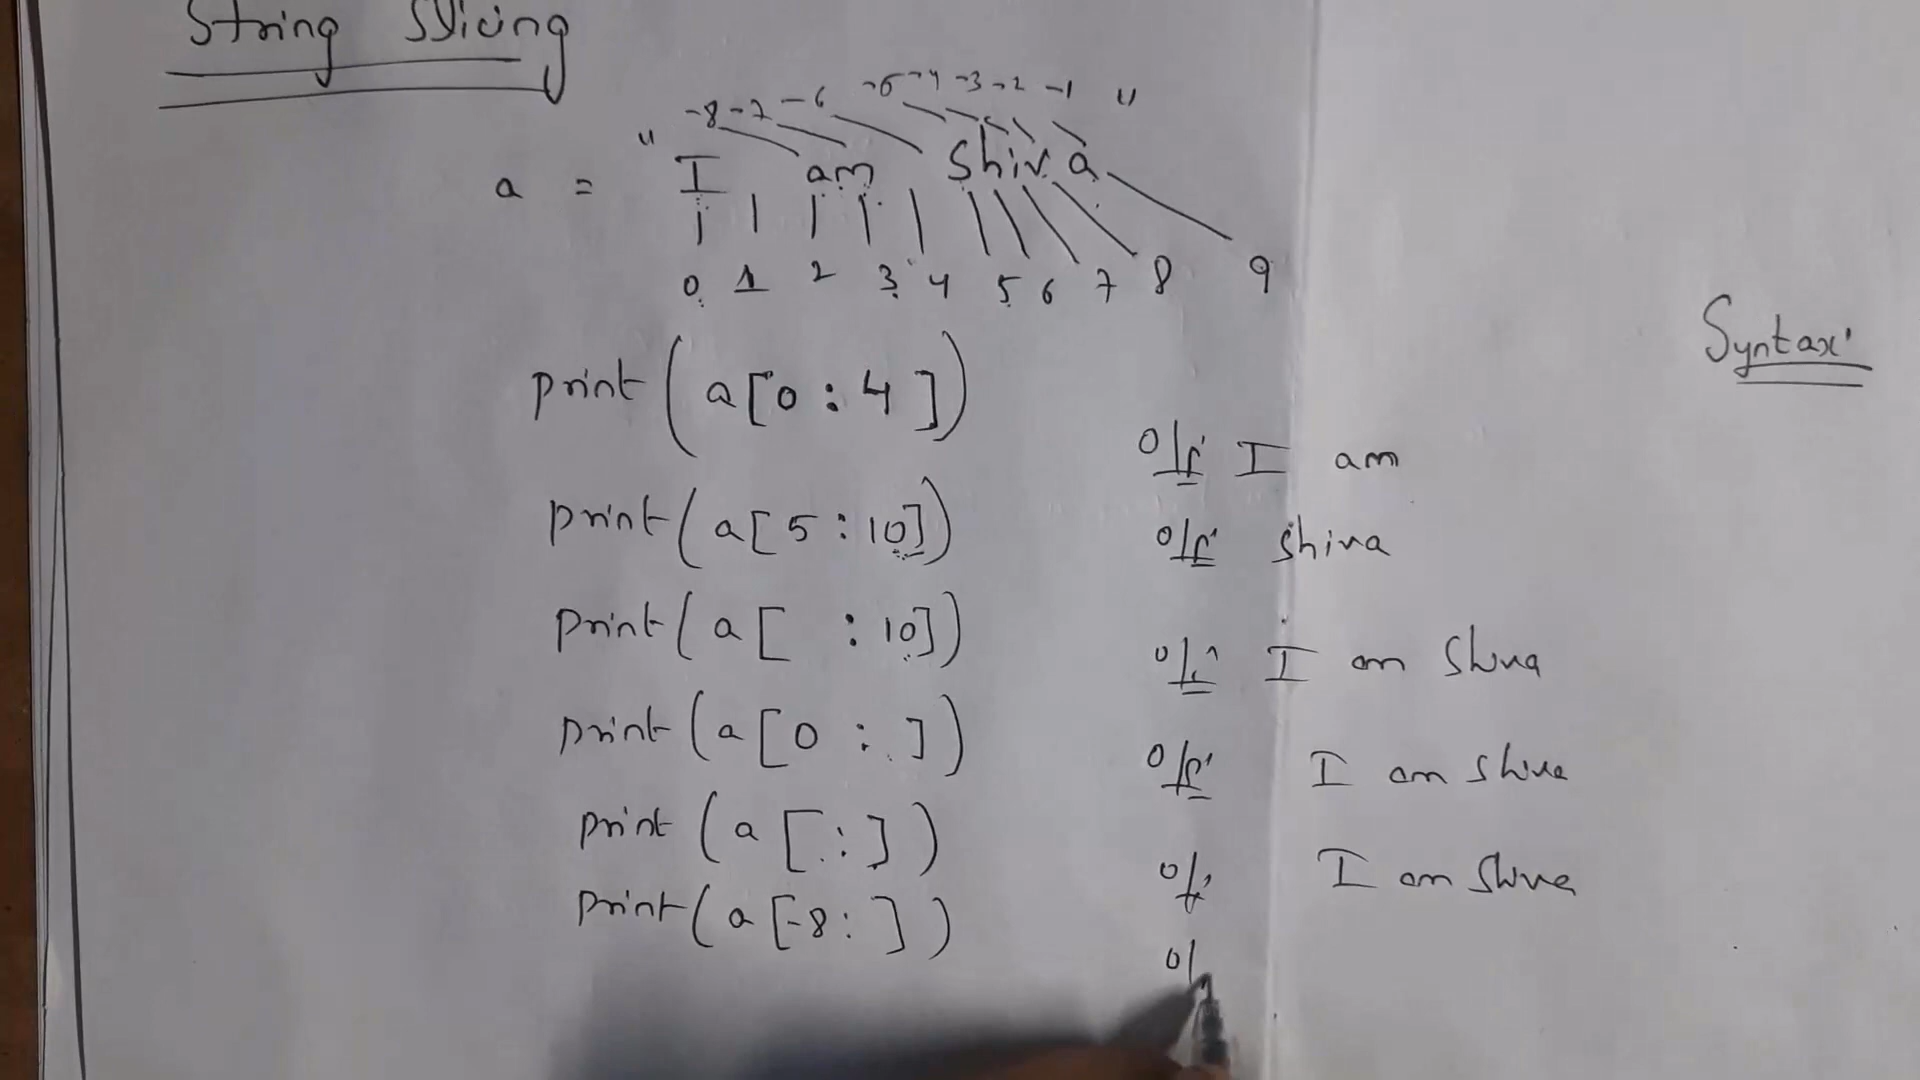 String Slicing
-8 -7 -6 -5 -4 -3 -2 -1
a = "I am Shiva"
0 1 2 3 4 5 6 7 8 9
Syntax:
print(a[0:4])
o/p: I am
print(a[5:10])
o/p: Shiva
print(a[ :10])
o/p: I am Shiva
print(a[0: ])
o/p: I am Shiva
print(a[:])
o/p: I am Shiva
print(a[-8: ])
o/